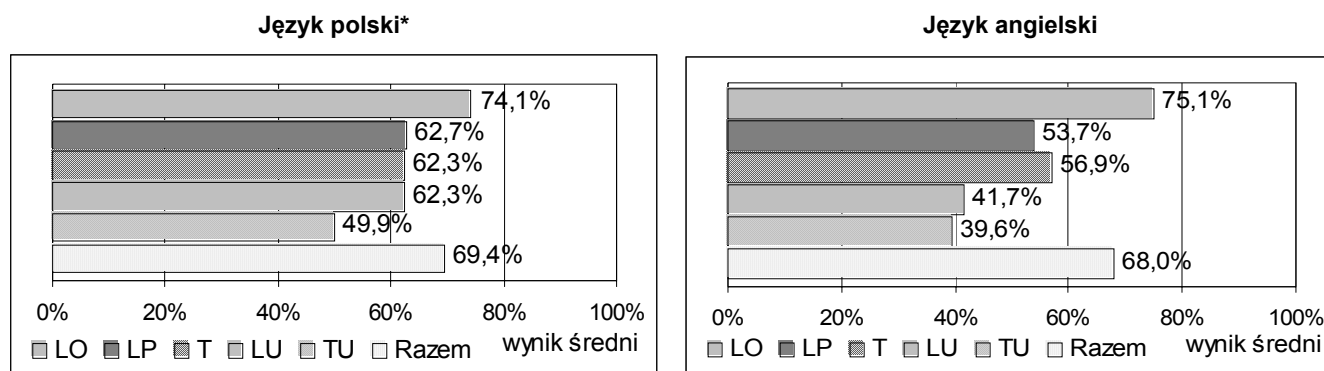 Język polski*
74,1%
62,7%
62,3%
62,3%
49,9%
69,4%
0% 20% 40% 60% 80% 100%
LO LP T LU TU Razem wynik średni
Język angielski
75,1%
53,7%
56,9%
41,7%
39,6%
68,0%
0% 20% 40% 60% 80% 100%
LO LP T LU TU Razem wynik średni